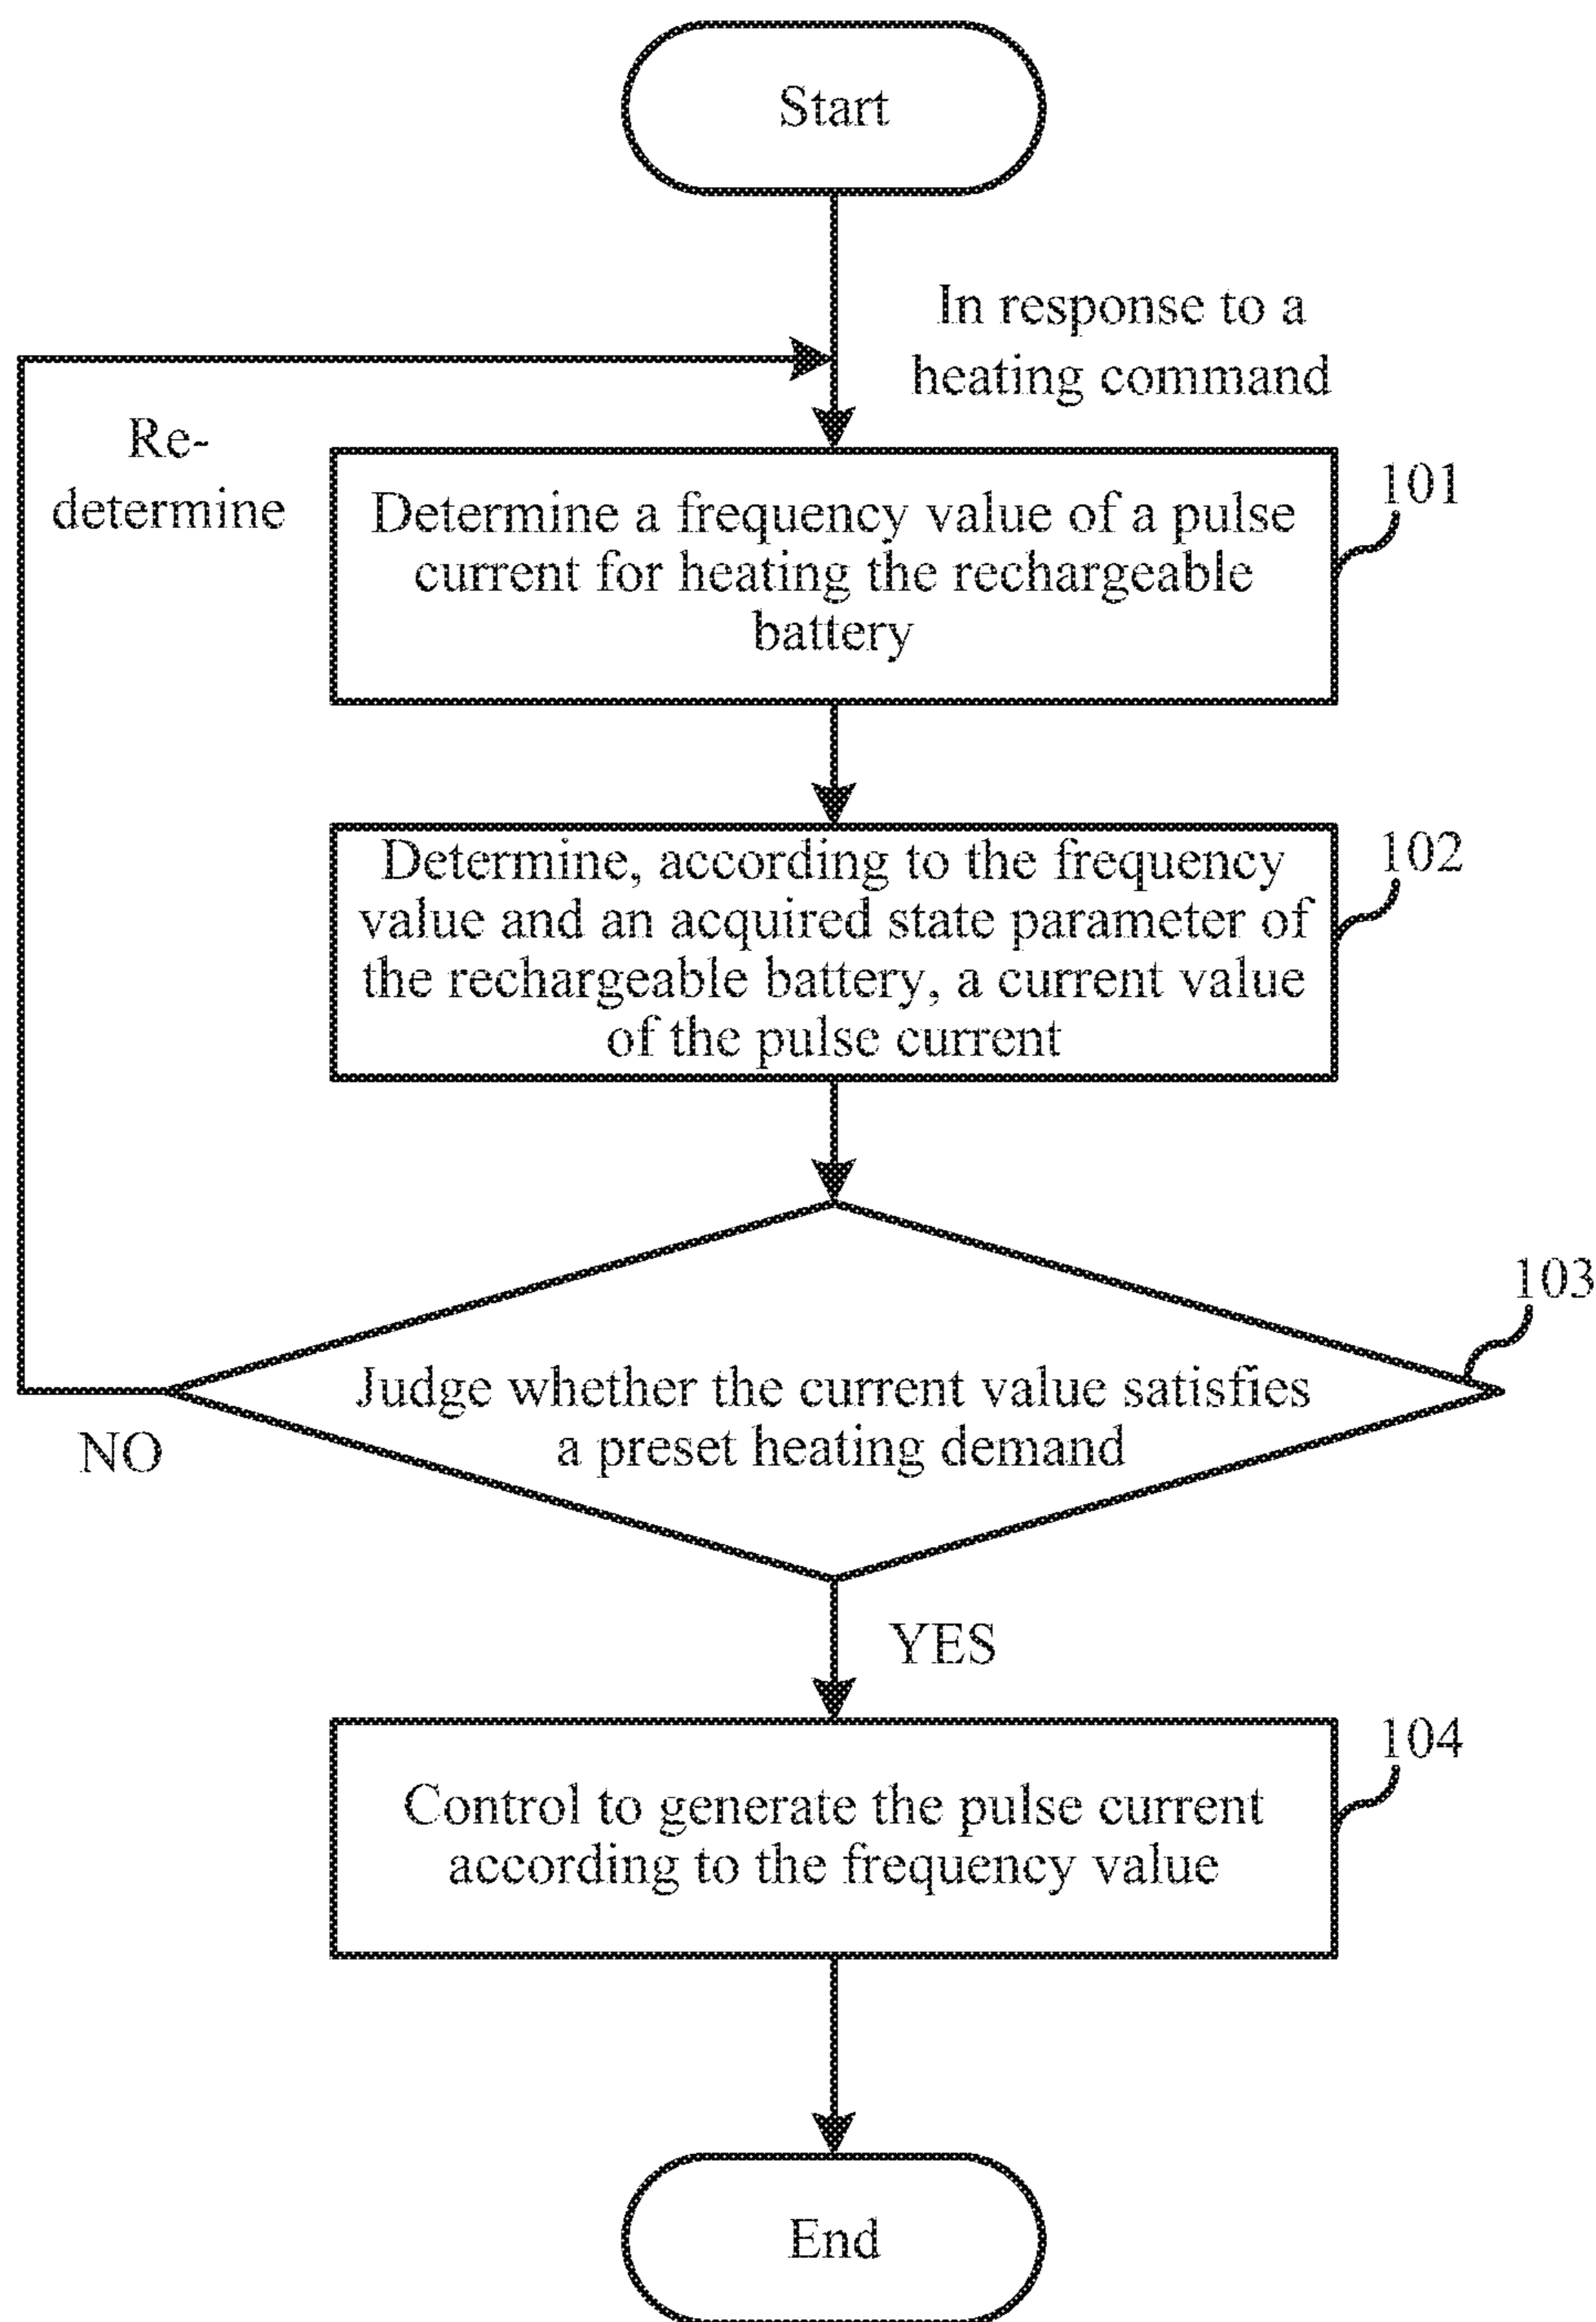 Start
In response to a
heating command
Re-
determine
Determine a frequency value of a pulse
current for heating the rechargeable
battery
101
Determine, according to the frequency
value and an acquired state parameter of
the rechargeable battery, a current value
of the pulse current
102
Judge whether the current value satisfies
a preset heating demand
103
NO
YES
Control to generate the pulse current
according to the frequency value
104
End